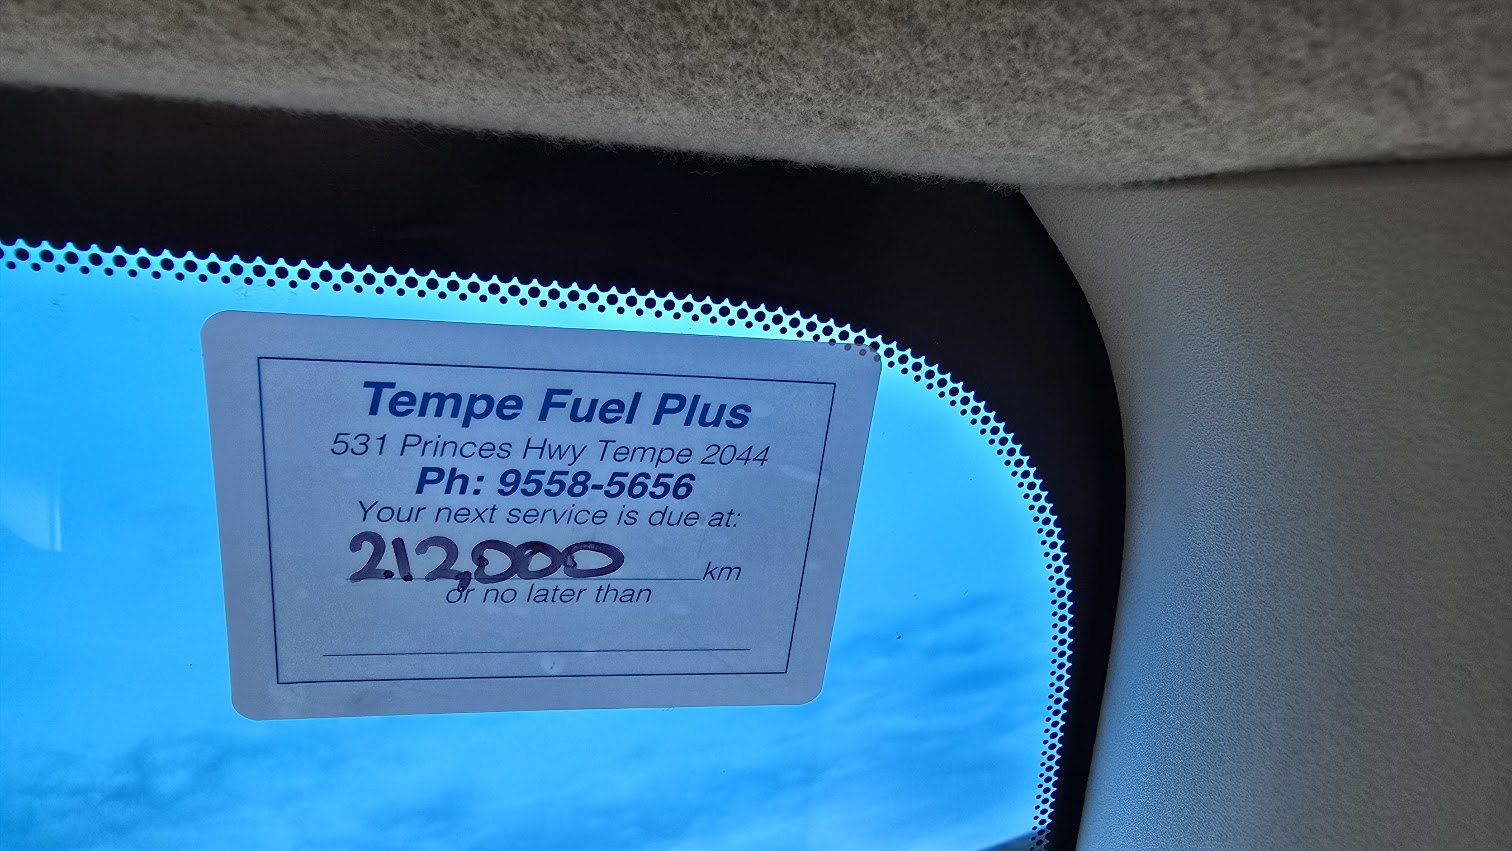 Tempe Fuel Plus
531 Princes Hwy Tempe 2044
Ph: 9558-5656
Your next service is due at:
212,000 km
or no later than